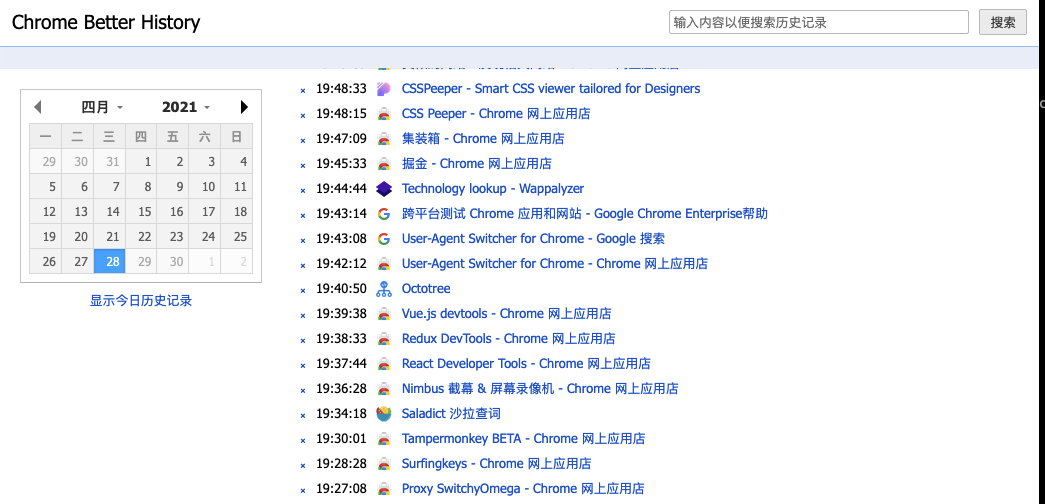 Chrome Better History
输入内容以便搜索历史记录
搜索
四月 2021
一 二 三 四 五 六 日
29 30 31 1 2 3 4
5 6 7 8 9 10 11
12 13 14 15 16 17 18
19 20 21 22 23 24 25
26 27 28 29 30 1 2
显示今日历史记录
× 19:48:33 CSSPeeper - Smart CSS viewer tailored for Designers
× 19:48:15 CSS Peeper - Chrome 网上应用店
× 19:47:09 集装箱 - Chrome 网上应用店
× 19:45:33 掘金 - Chrome 网上应用店
× 19:44:44 Technology lookup - Wappalyzer
× 19:43:14 跨平台测试 Chrome 应用和网站 - Google Chrome Enterprise帮助
× 19:43:08 User-Agent Switcher for Chrome - Google 搜索
× 19:42:12 User-Agent Switcher for Chrome - Chrome 网上应用店
× 19:40:50 Octotree
× 19:39:38 Vue.js devtools - Chrome 网上应用店
× 19:38:33 Redux DevTools - Chrome 网上应用店
× 19:37:44 React Developer Tools - Chrome 网上应用店
× 19:36:28 Nimbus 截幕 & 屏幕录像机 - Chrome 网上应用店
× 19:34:18 Saladict 沙拉查词
× 19:30:01 Tampermonkey BETA - Chrome 网上应用店
× 19:28:28 Surfingkeys - Chrome 网上应用店
× 19:27:08 Proxy SwitchyOmega - Chrome 网上应用店